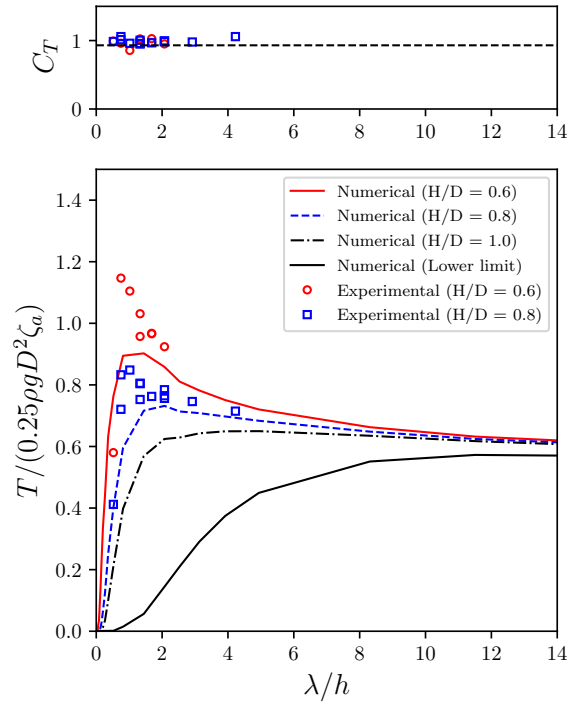 C_T
1
0
0 2 4 6 8 10 12 14
T/(0.25ρgD²ζₐ)
1.4
1.2
1.0
0.8
0.6
0.4
0.2
0.0
Numerical (H/D = 0.6)
Numerical (H/D = 0.8)
Numerical (H/D = 1.0)
Numerical (Lower limit)
Experimental (H/D = 0.6)
Experimental (H/D = 0.8)
0 2 4 6 8 10 12 14
λ/h